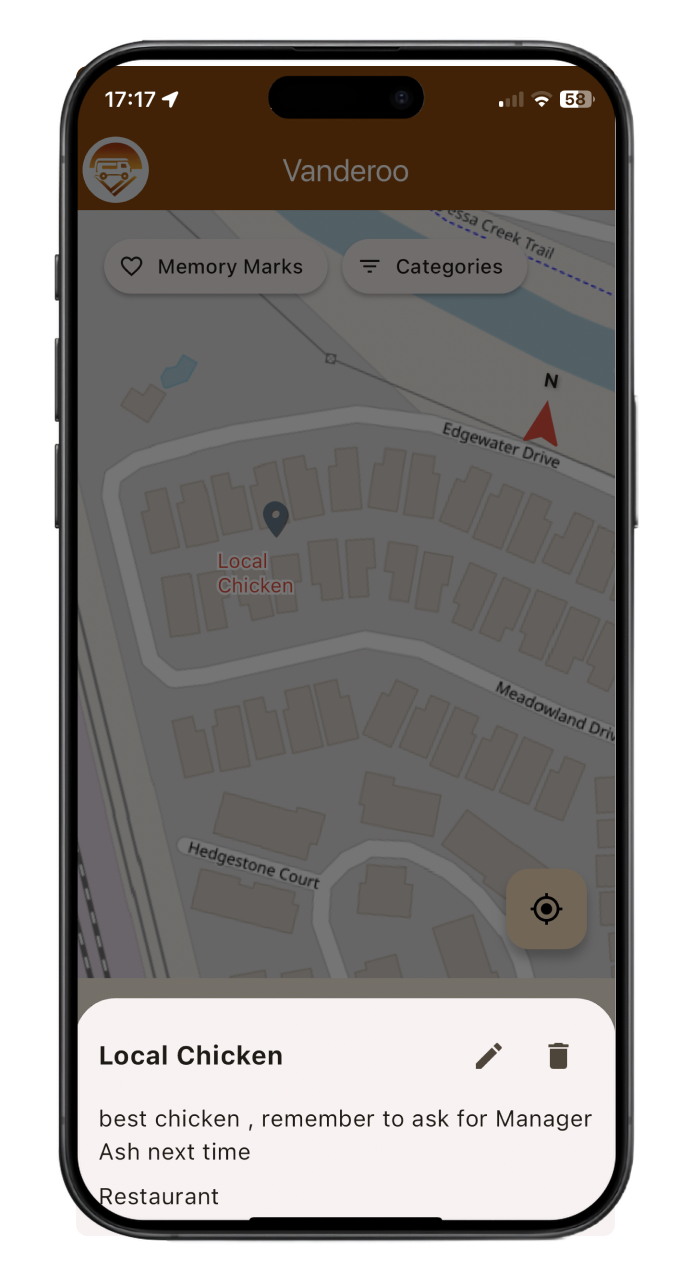 17:17
58
Vanderoo
essa Creek Trail
Memory Marks
Categories
N
Edgewater Drive
Local
Chicken
Meadowland Driv
Hedgestone Court
Local Chicken
best chicken , remember to ask for Manager
Ash next time
Restaurant